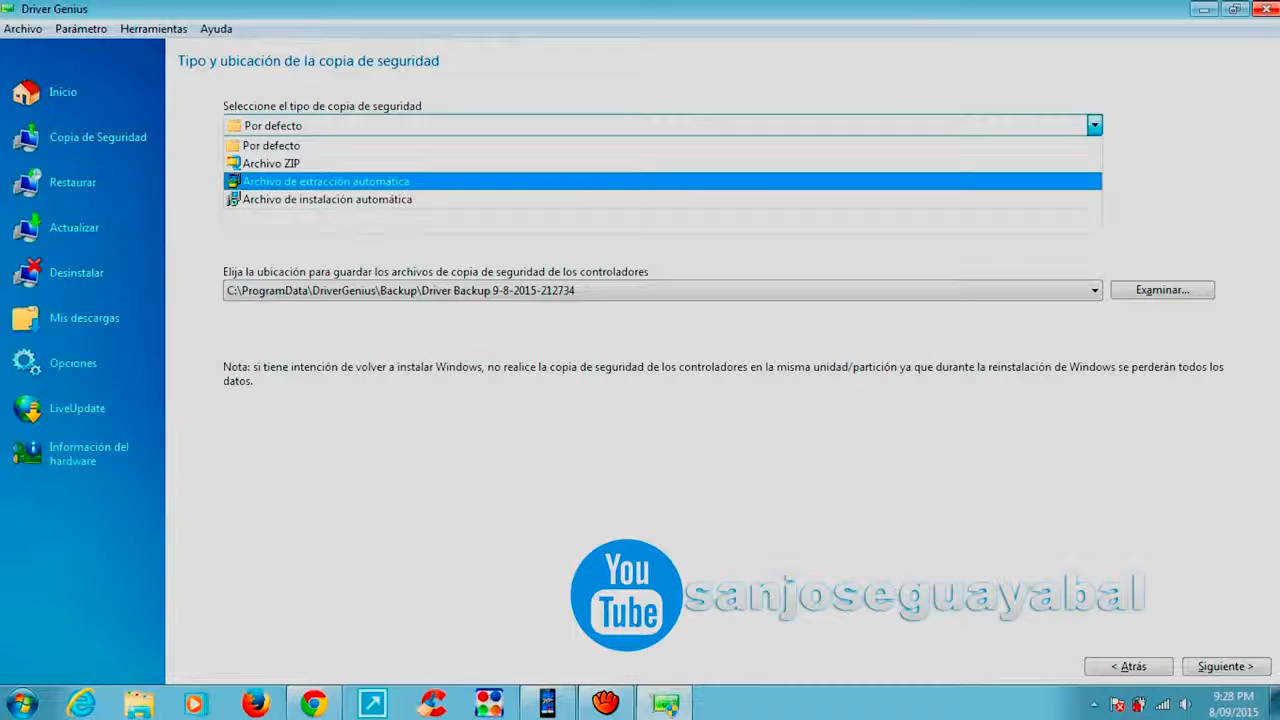 Driver Genius
Archivo Parámetro Herramientas Ayuda
Tipo y ubicación de la copia de seguridad
Inicio
Copia de Seguridad
Restaurar
Actualizar
Desinstalar
Mis descargas
Opciones
LiveUpdate
Información del
hardware
Seleccione el tipo de copia de seguridad
Por defecto
Por defecto
Archivo ZIP
Archivo de extracción automática
Archivo de instalación automática
Elija la ubicación para guardar los archivos de copia de seguridad de los controladores
C:\ProgramData\DriverGenius\Backup\Driver Backup 9-8-2015-212734
Examinar...
Nota: si tiene intención de volver a instalar Windows, no realice la copia de seguridad de los controladores en la misma unidad/partición ya que durante la reinstalación de Windows se perderán todos los
datos.
You
Tube
sanjoseguayabal
< Atrás
Siguiente >
9:28 PM
8/09/2015